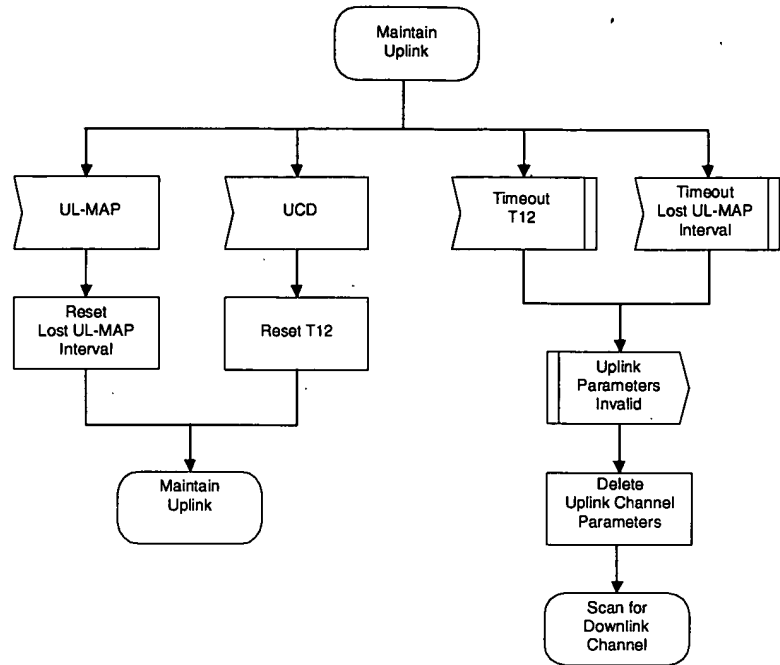 Maintain
Uplink
UL-MAP
UCD
Timeout
T12
Timeout
Lost UL-MAP
Interval
Reset
Lost UL-MAP
Interval
Reset T12
Uplink
Parameters
Invalid
Maintain
Uplink
Delete
Uplink Channel
Parameters
Scan for
Downlink
Channel